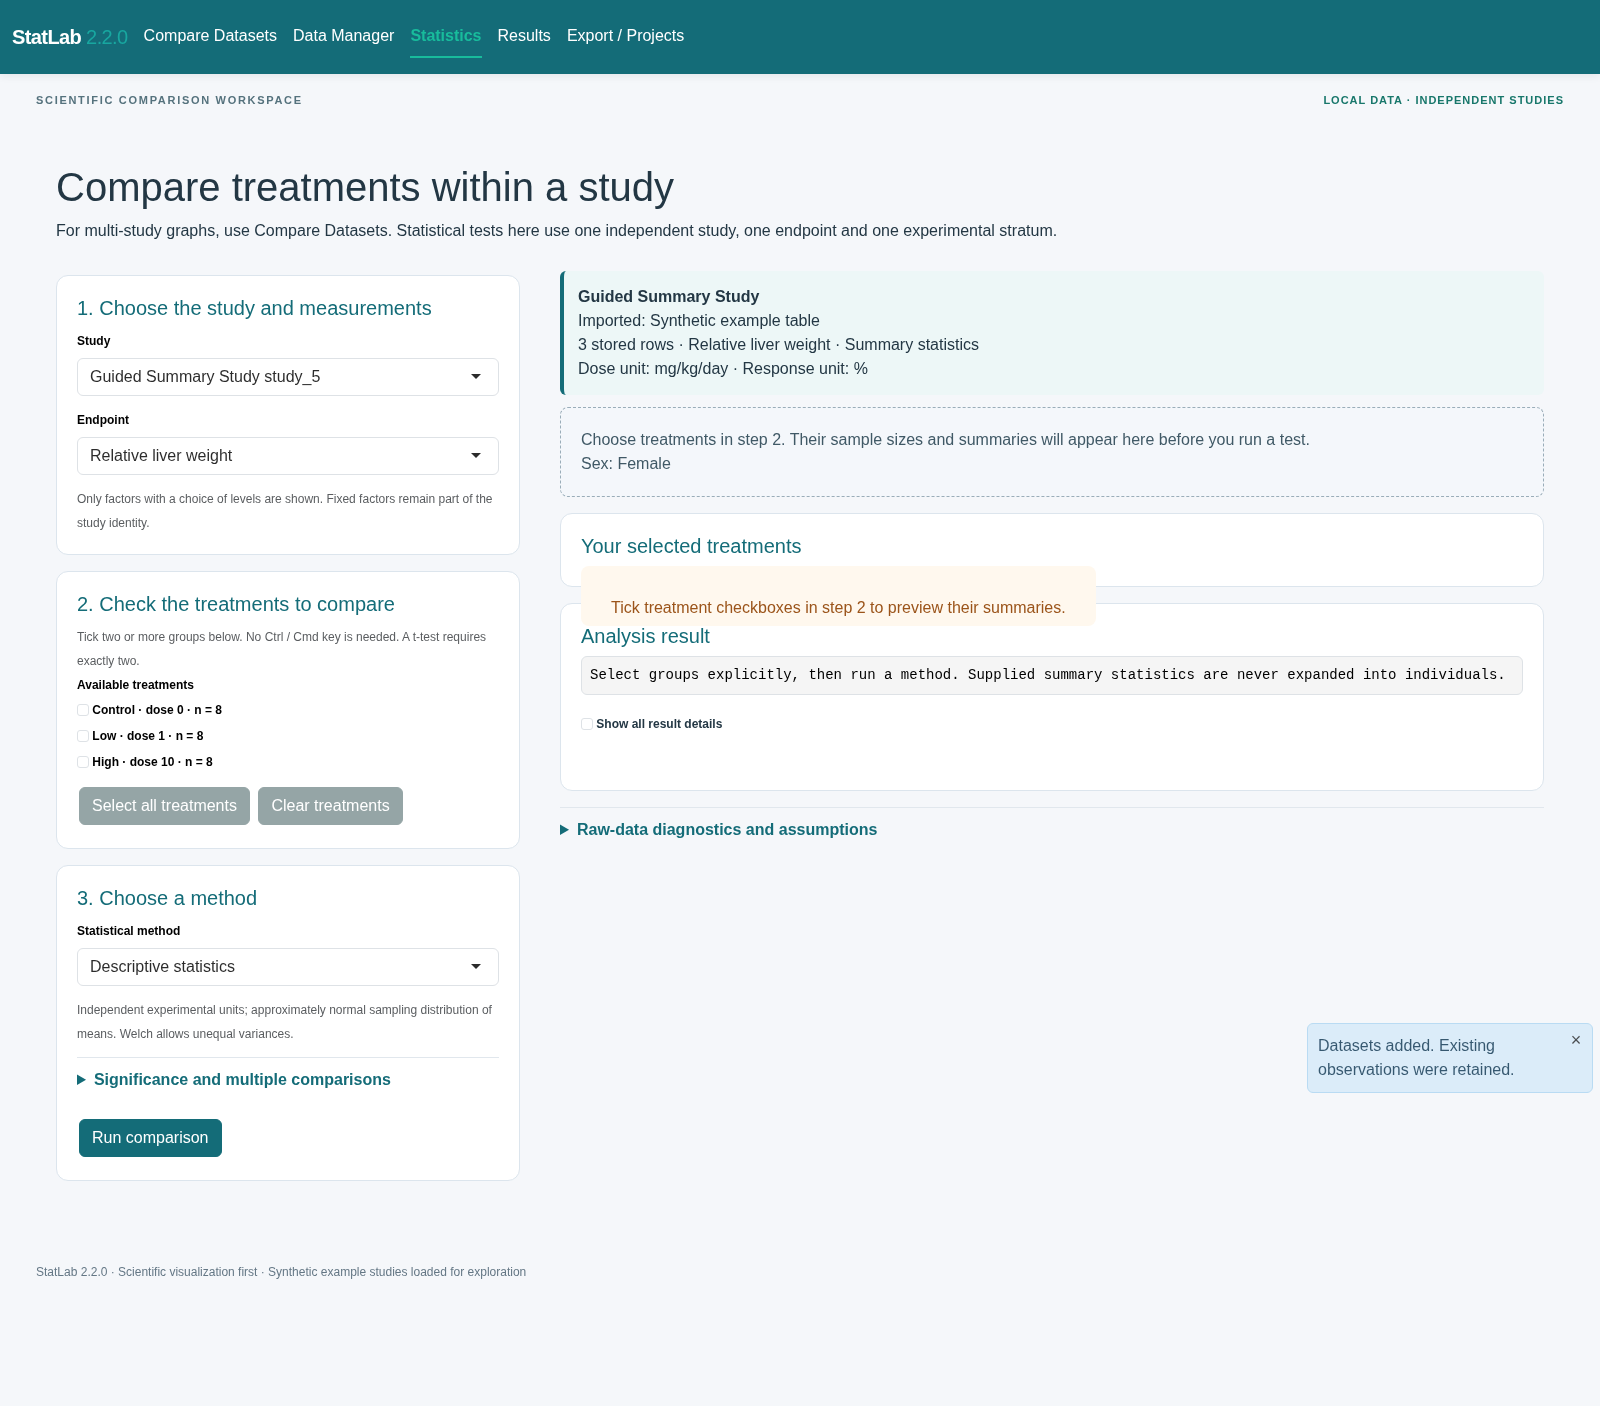 StatLab 2.2.0 Compare Datasets Data Manager Statistics Results Export / Projects
SCIENTIFIC COMPARISON WORKSPACE
LOCAL DATA · INDEPENDENT STUDIES
Compare treatments within a study
For multi-study graphs, use Compare Datasets. Statistical tests here use one independent study, one endpoint and one experimental stratum.
1. Choose the study and measurements
Study
Guided Summary Study study_5
Endpoint
Relative liver weight
Only factors with a choice of levels are shown. Fixed factors remain part of the
study identity.
2. Check the treatments to compare
Tick two or more groups below. No Ctrl / Cmd key is needed. A t-test requires
exactly two.
Available treatments
Control · dose 0 · n = 8
Low · dose 1 · n = 8
High · dose 10 · n = 8
Select all treatments Clear treatments
3. Choose a method
Statistical method
Descriptive statistics
Independent experimental units; approximately normal sampling distribution of
means. Welch allows unequal variances.
Significance and multiple comparisons
Run comparison
Guided Summary Study
Imported: Synthetic example table
3 stored rows · Relative liver weight · Summary statistics
Dose unit: mg/kg/day · Response unit: %
Choose treatments in step 2. Their sample sizes and summaries will appear here before you run a test.
Sex: Female
Your selected treatments
Tick treatment checkboxes in step 2 to preview their summaries.
Analysis result
Select groups explicitly, then run a method. Supplied summary statistics are never expanded into individuals.
Show all result details
Raw-data diagnostics and assumptions
Datasets added. Existing
observations were retained.
×
StatLab 2.2.0 · Scientific visualization first · Synthetic example studies loaded for exploration